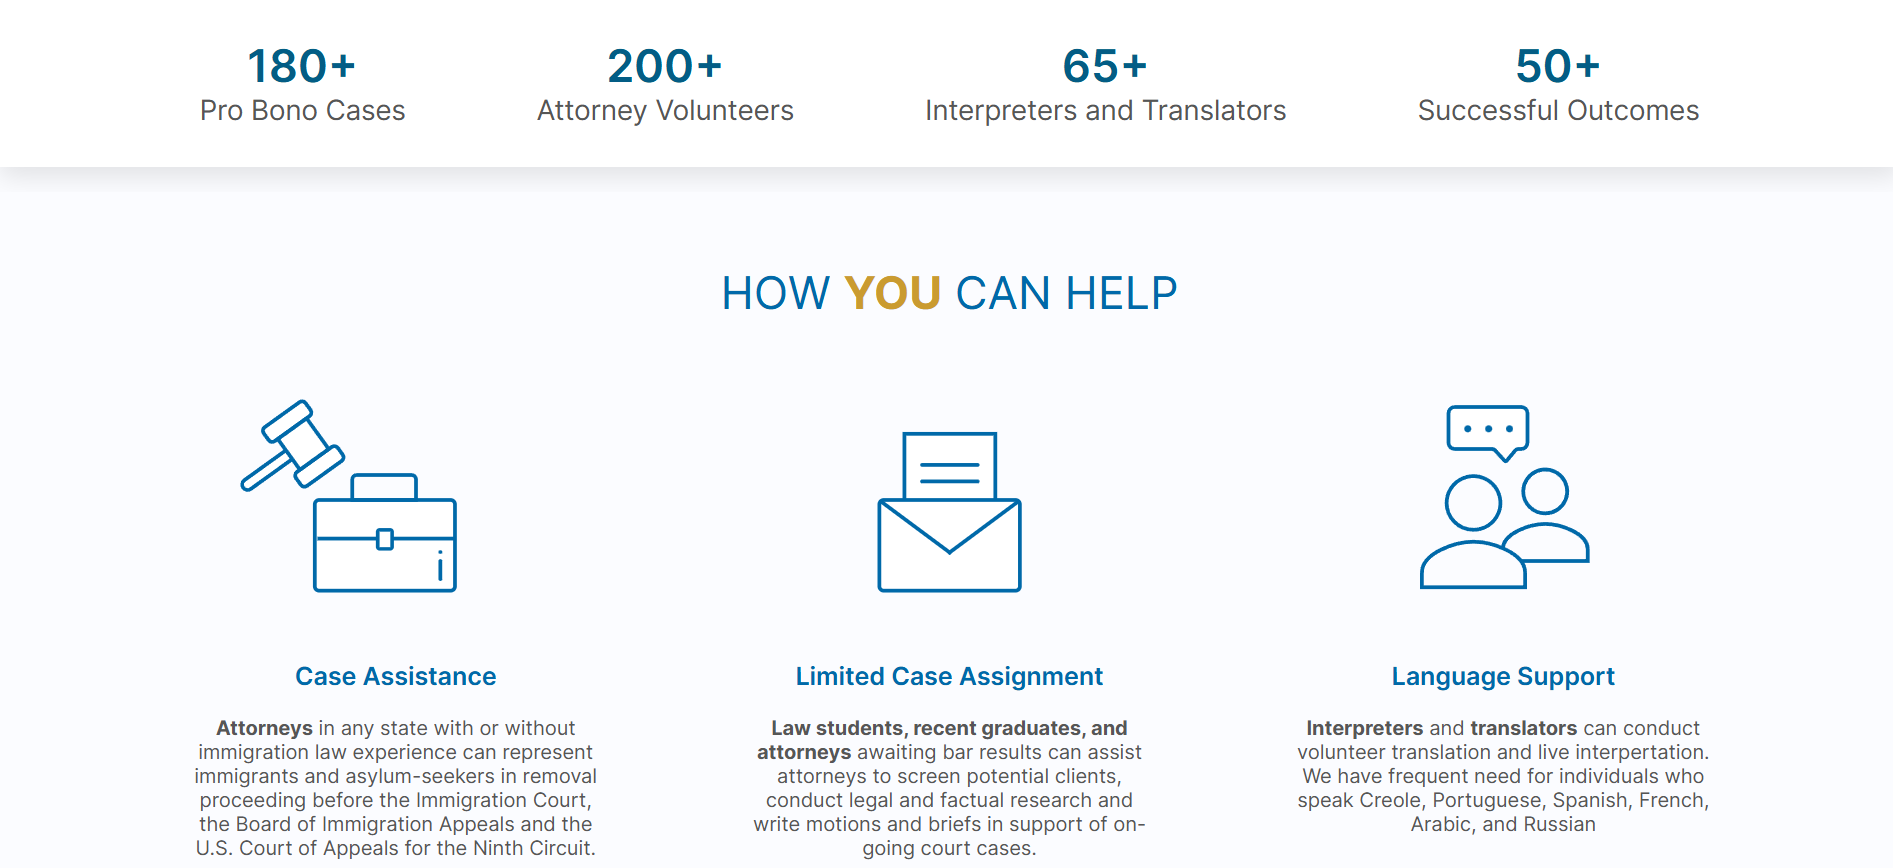 180+
Pro Bono Cases
200+
Attorney Volunteers
65+
Interpreters and Translators
50+
Successful Outcomes
HOW YOU CAN HELP
Case Assistance
Attorneys in any state with or without
immigration law experience can represent
immigrants and asylum-seekers in removal
proceeding before the Immigration Court,
the Board of Immigration Appeals and the
U.S. Court of Appeals for the Ninth Circuit.
Limited Case Assignment
Law students, recent graduates, and
attorneys awaiting bar results can assist
attorneys to screen potential clients,
conduct legal and factual research and
write motions and briefs in support of on-
going court cases.
Language Support
Interpreters and translators can conduct
volunteer translation and live interpertation.
We have frequent need for individuals who
speak Creole, Portuguese, Spanish, French,
Arabic, and Russian